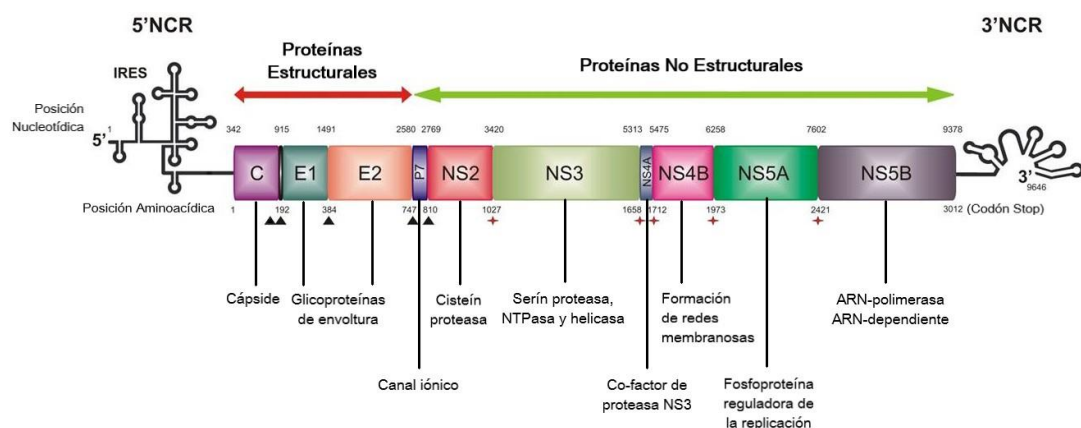 5'NCR
3'NCR
Proteínas
Estructurales
Proteínas No Estructurales
IRES
Posición
Nucleotídica
1
5'
342
915
1491
2580
2769
3420
5313
5475
6258
7602
9378
C
E1
E2
P7
NS2
NS3
NS4A
NS4B
NS5A
NS5B
3'
9646
Posición Aminoacídica
1
192
384
747
810
1027
1658
1712
1973
2421
3012
(Codón Stop)
Cápside
Glicoproteínas
de envoltura
Cisteín
proteasa
Serín proteasa,
NTPasa y helicasa
Formación
de redes
membranosas
ARN-polimerasa
ARN-dependiente
Canal iónico
Co-factor de
proteasa NS3
Fosfoproteína
reguladora de
la replicación